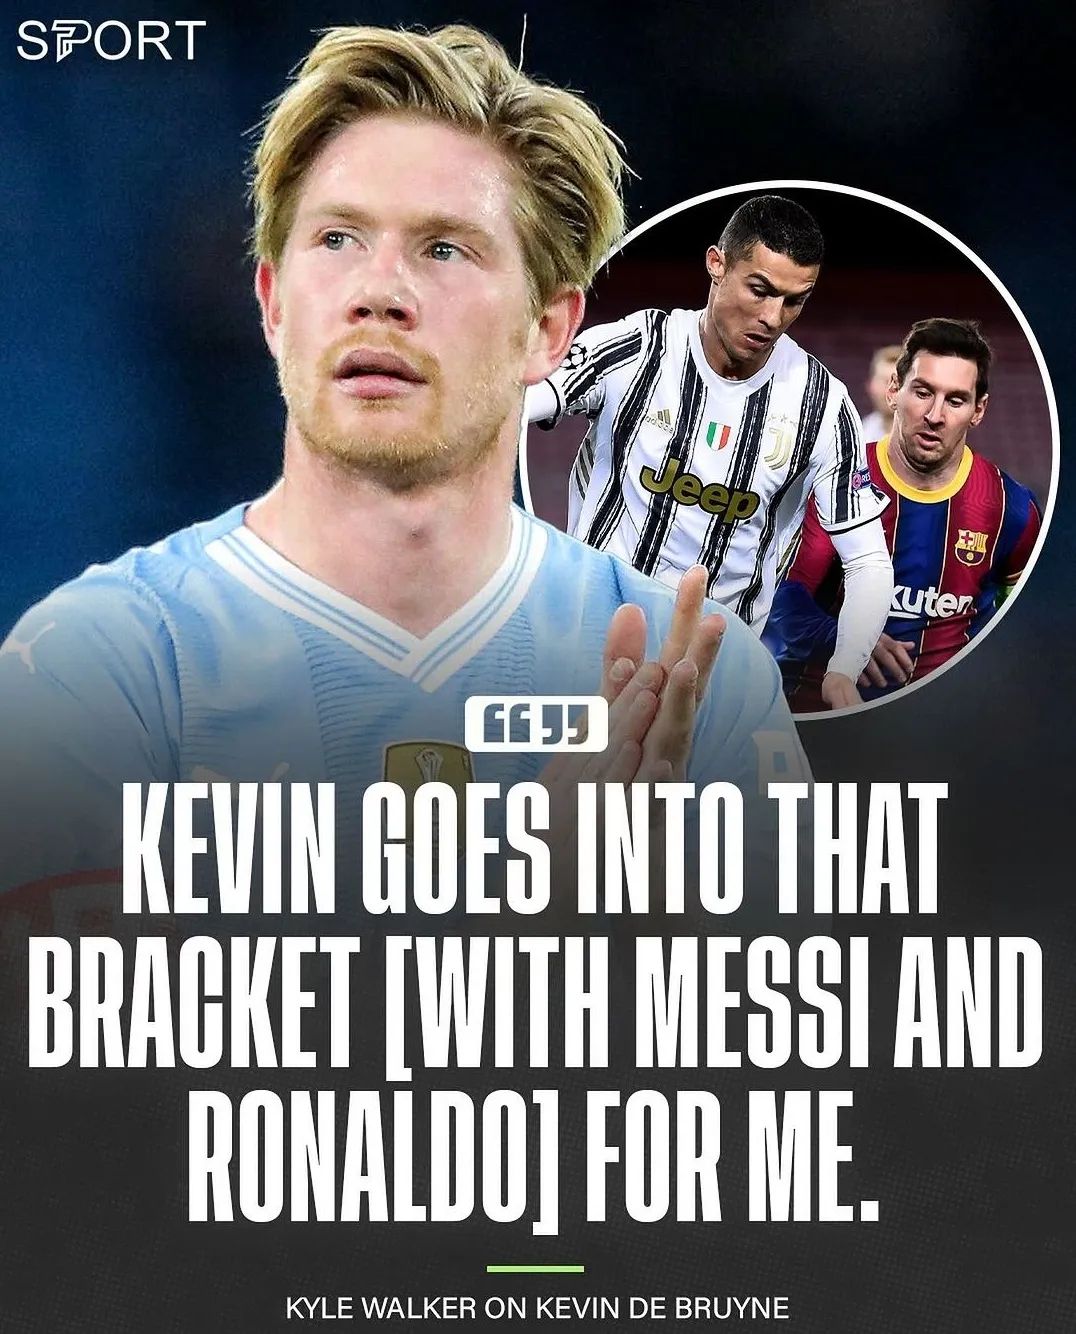 SPORT
adidas
Jeep
kuten
KEVIN GOES INTO THAT
BRACKET [WITH MESSI AND
RONALDO] FOR ME.
KYLE WALKER ON KEVIN DE BRUYNE